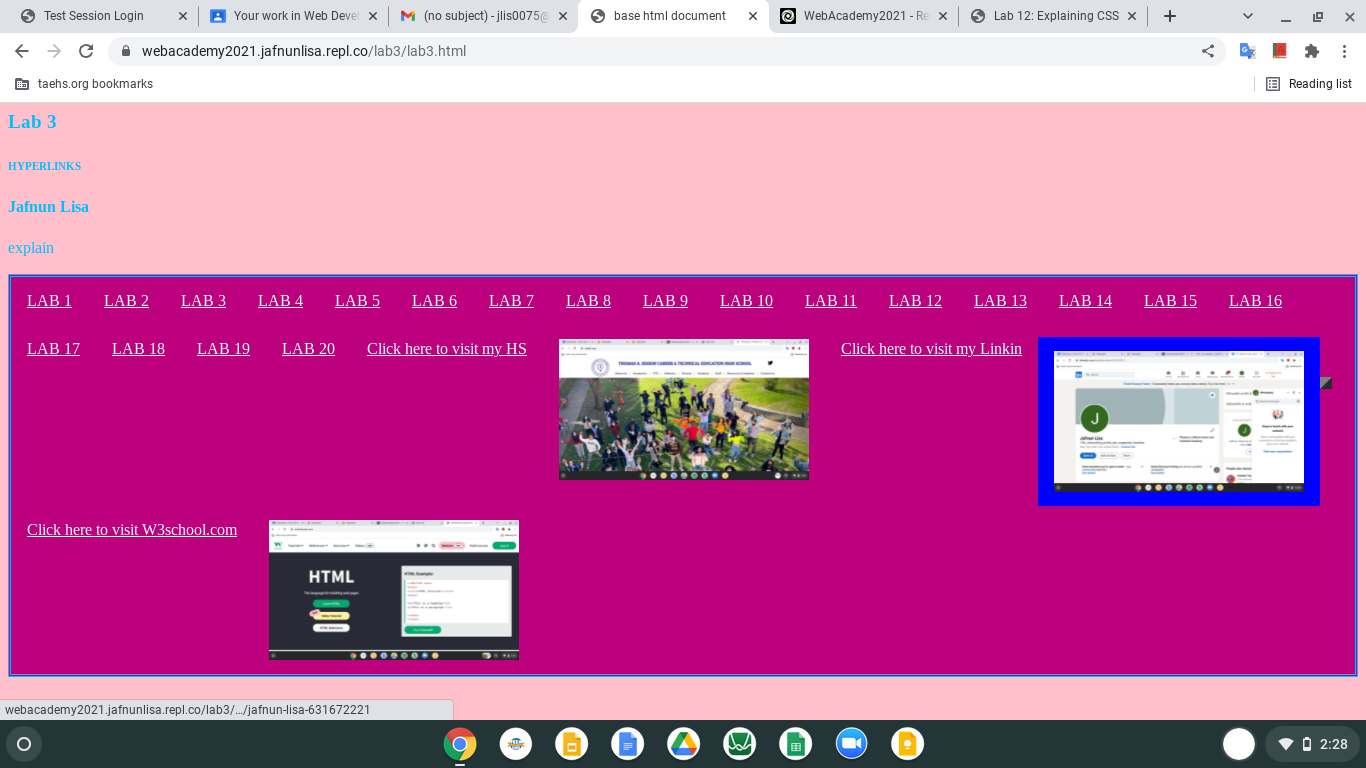 Test Session Login
Your work in Web Devel
(no subject) - jlis0075@
base html document
WebAcademy2021 - Re
Lab 12: Explaining CSS
webacademy2021.jafnunlisa.repl.co/lab3/lab3.html
taehs.org bookmarks
Reading list
Lab 3
HYPERLINKS
Jafnun Lisa
explain
LAB 1 LAB 2 LAB 3 LAB 4 LAB 5 LAB 6 LAB 7 LAB 8 LAB 9 LAB 10 LAB 11 LAB 12 LAB 13 LAB 14 LAB 15 LAB 16
LAB 17 LAB 18 LAB 19 LAB 20 Click here to visit my HS
THOMAS A. EDISON CAREER & TECHNICAL EDUCATION HIGH SCHOOL
Click here to visit my Linkin
J
Jafnun Lisa
Click here to visit W3school.com
HTML
HTML Example:
webacademy2021.jafnunlisa.repl.co/lab3/.../jafnun-lisa-631672221
2:28